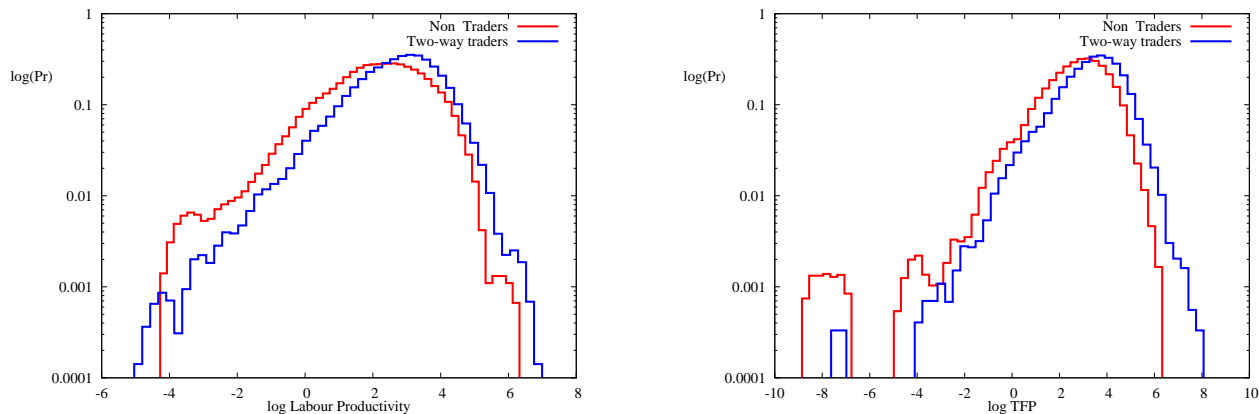 1
0.1
0.01
0.001
0.0001
log(Pr)
Non Traders
Two-way traders
-6 -4 -2 0 2 4 6 8
log Labour Productivity
1
0.1
0.01
0.001
0.0001
log(Pr)
Non Traders
Two-way traders
-10 -8 -6 -4 -2 0 2 4 6 8 10
log TFP